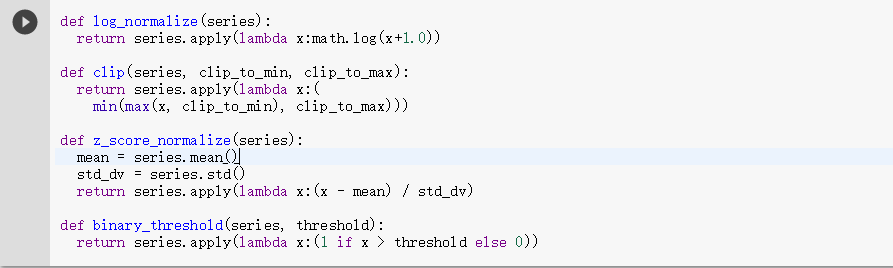 def log_normalize(series):
  return series.apply(lambda x:math.log(x+1.0))
def clip(series, clip_to_min, clip_to_max):
  return series.apply(lambda x:(
    min(max(x, clip_to_min), clip_to_max)))
def z_score_normalize(series):
  mean = series.mean()
  std_dv = series.std()
  return series.apply(lambda x:(x - mean) / std_dv)
def binary_threshold(series, threshold):
  return series.apply(lambda x:(1 if x > threshold else 0))